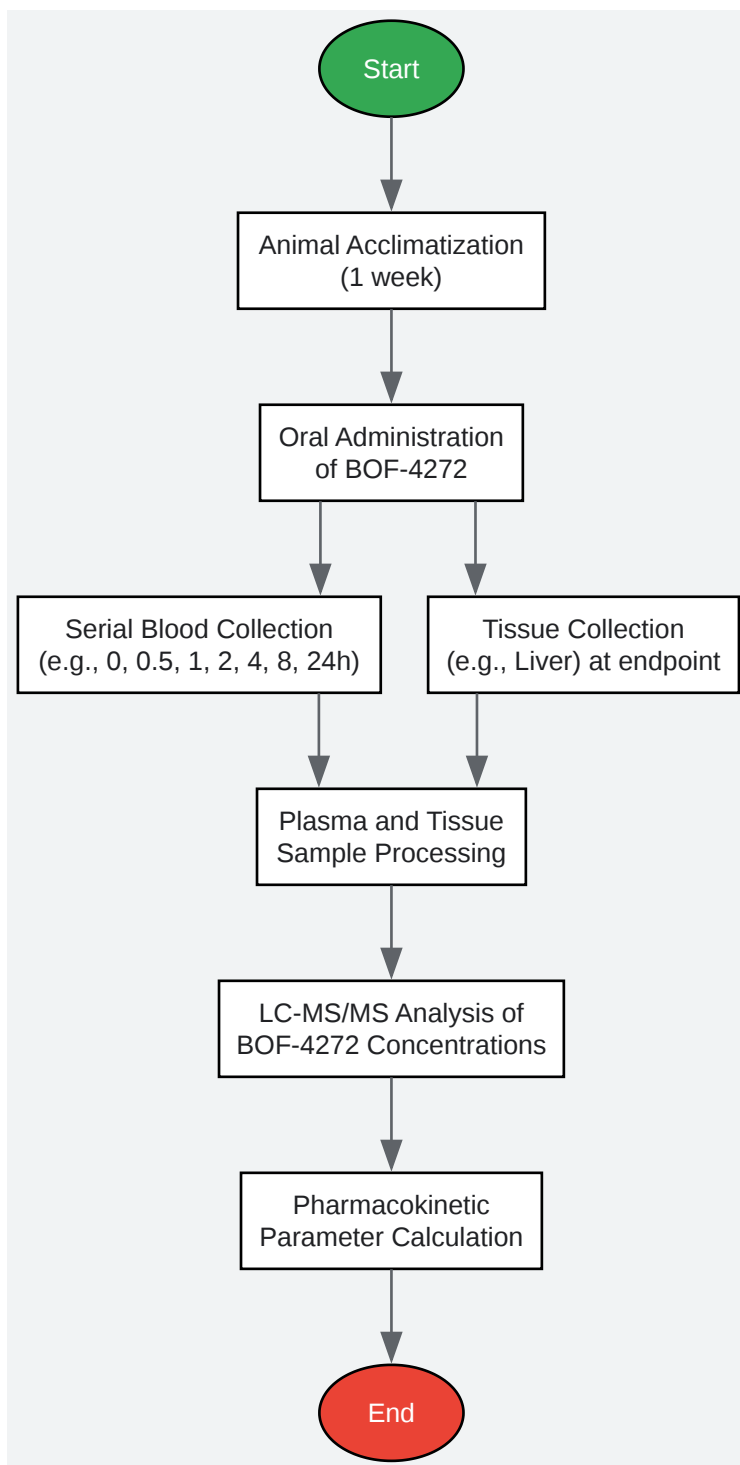 Start
Animal Acclimatization
(1 week)
Oral Administration
of BOF-4272
Serial Blood Collection
(e.g., 0, 0.5, 1, 2, 4, 8, 24h)
Tissue Collection
(e.g., Liver) at endpoint
Plasma and Tissue
Sample Processing
LC-MS/MS Analysis of
BOF-4272 Concentrations
Pharmacokinetic
Parameter Calculation
End